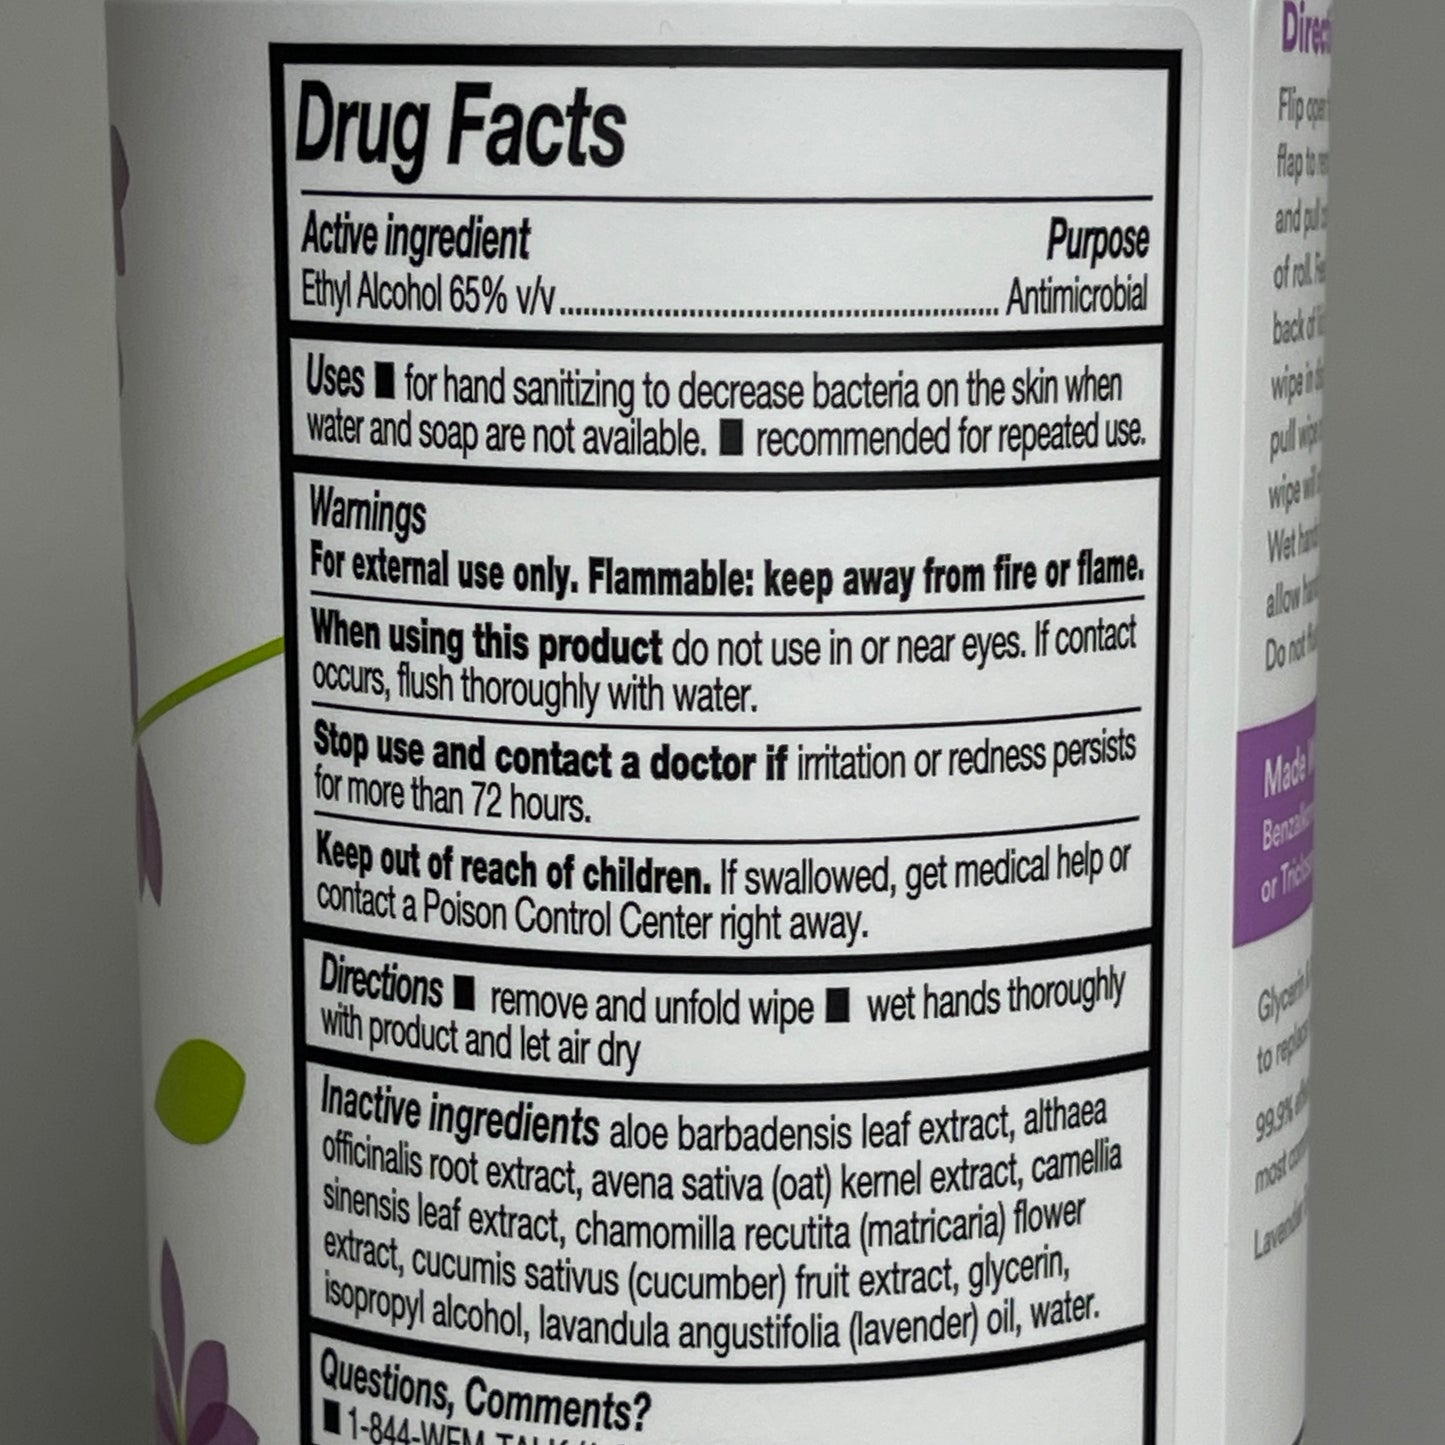 Drug Facts
Active ingredient Purpose
Ethyl Alcohol 65% v/v........................................................ Antimicrobial
Uses ■ for hand sanitizing to decrease bacteria on the skin when
water and soap are not available. ■ recommended for repeated use.
Warnings
For external use only. Flammable: keep away from fire or flame.
When using this product do not use in or near eyes. If contact
occurs, flush thoroughly with water.
Stop use and contact a doctor if irritation or redness persists
for more than 72 hours.
Keep out of reach of children. If swallowed, get medical help or
contact a Poison Control Center right away.
Directions ■ remove and unfold wipe ■ wet hands thoroughly
with product and let air dry
Inactive ingredients aloe barbadensis leaf extract, althaea
officinalis root extract, avena sativa (oat) kernel extract, camellia
sinensis leaf extract, chamomilla recutita (matricaria) flower
extract, cucumis sativus (cucumber) fruit extract, glycerin,
isopropyl alcohol, lavandula angustifolia (lavender) oil, water.
Questions, Comments?
■ 1-844-WFM-TALK
Flip
flap to
and pull
of roll.
back of
wipe in
pull
wipe will
Wet
allow
Do not
Made
or
Glycerin
to
99.9%
most
Lavender